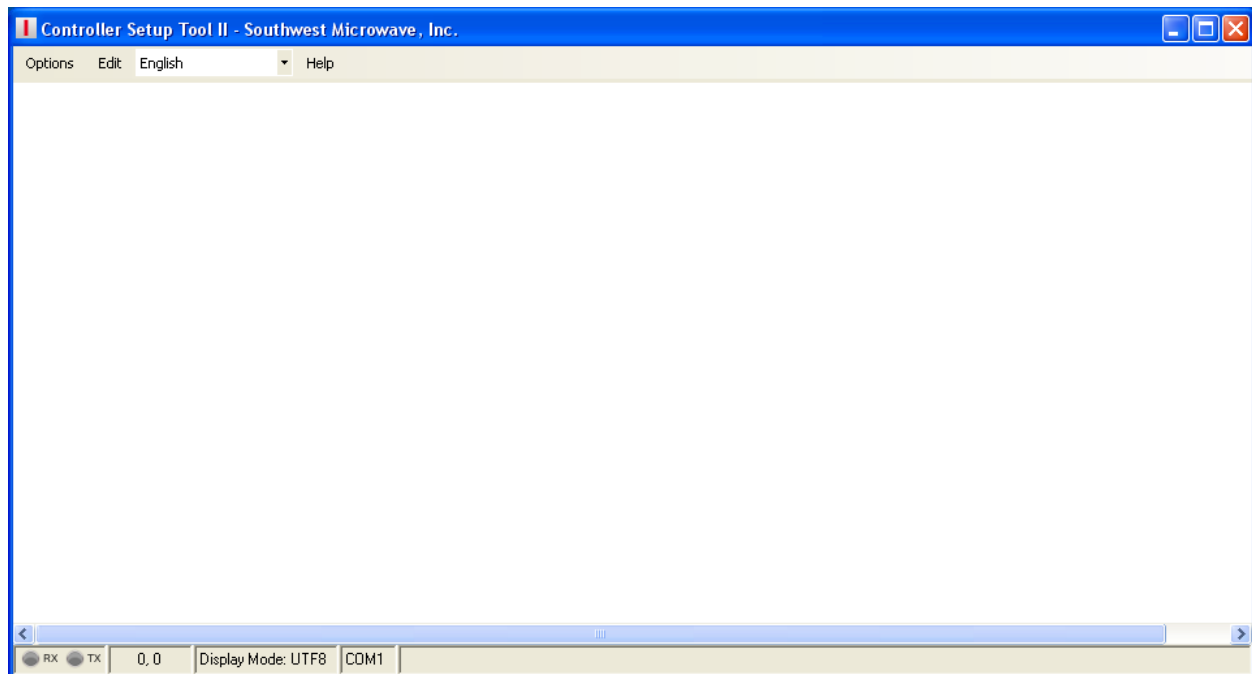 Controller Setup Tool II - Southwest Microwave, Inc.
Options Edit English Help
RX TX 0, 0 Display Mode: UTF8 COM1